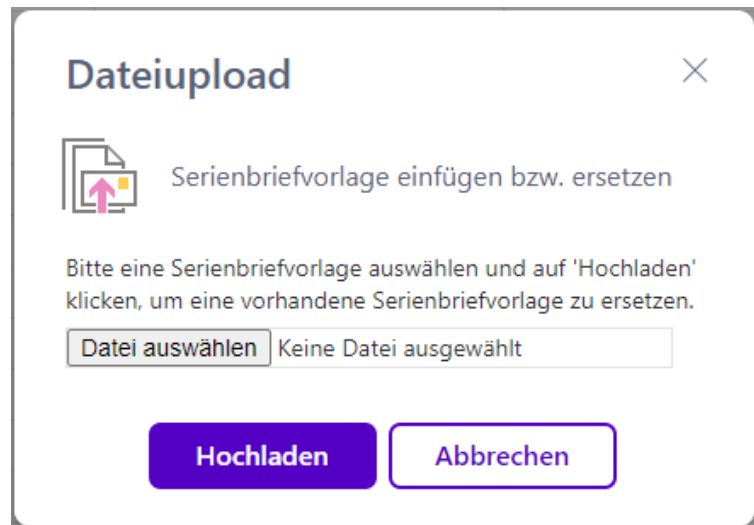 Dateiupload
Serienbriefvorlage einfügen bzw. ersetzen
Bitte eine Serienbriefvorlage auswählen und auf 'Hochladen'
klicken, um eine vorhandene Serienbriefvorlage zu ersetzen.
Datei auswählen Keine Datei ausgewählt
Hochladen Abbrechen